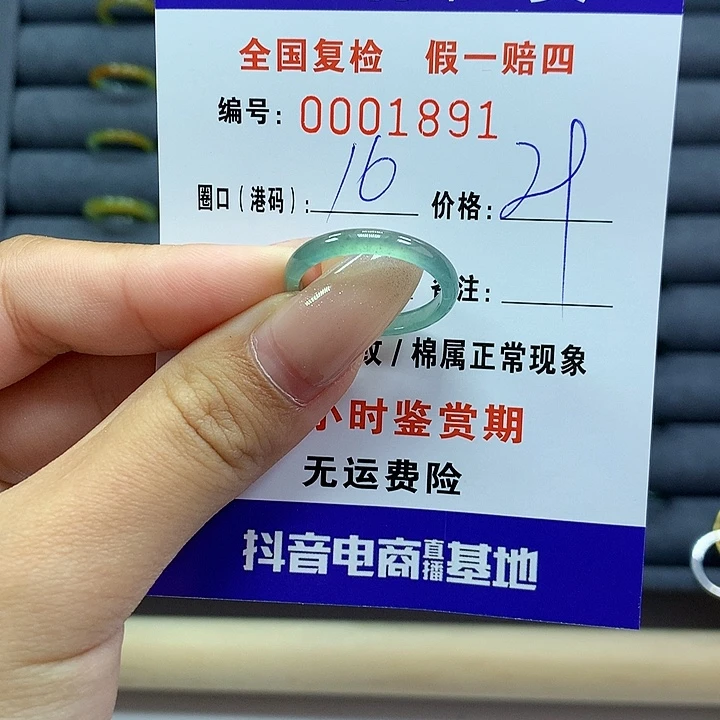 全国复检 假一赔四
编号: 0001891
圈口(港码): 16 价格:
注:
纹/棉属正常现象
小时鉴赏期
无运费险
抖音电商直播基地